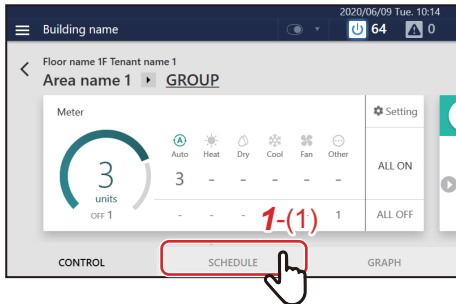 2020/06/09 Tue. 10:14
Building name
64
0
Floor name 1F Tenant name 1
Area name 1 GROUP
Meter
Setting
A
Auto Heat Dry Cool Fan Other
3 - - - - -
3
units
OFF 1
ALL ON
- - - - 1
1-(1)
ALL OFF
CONTROL SCHEDULE GRAPH